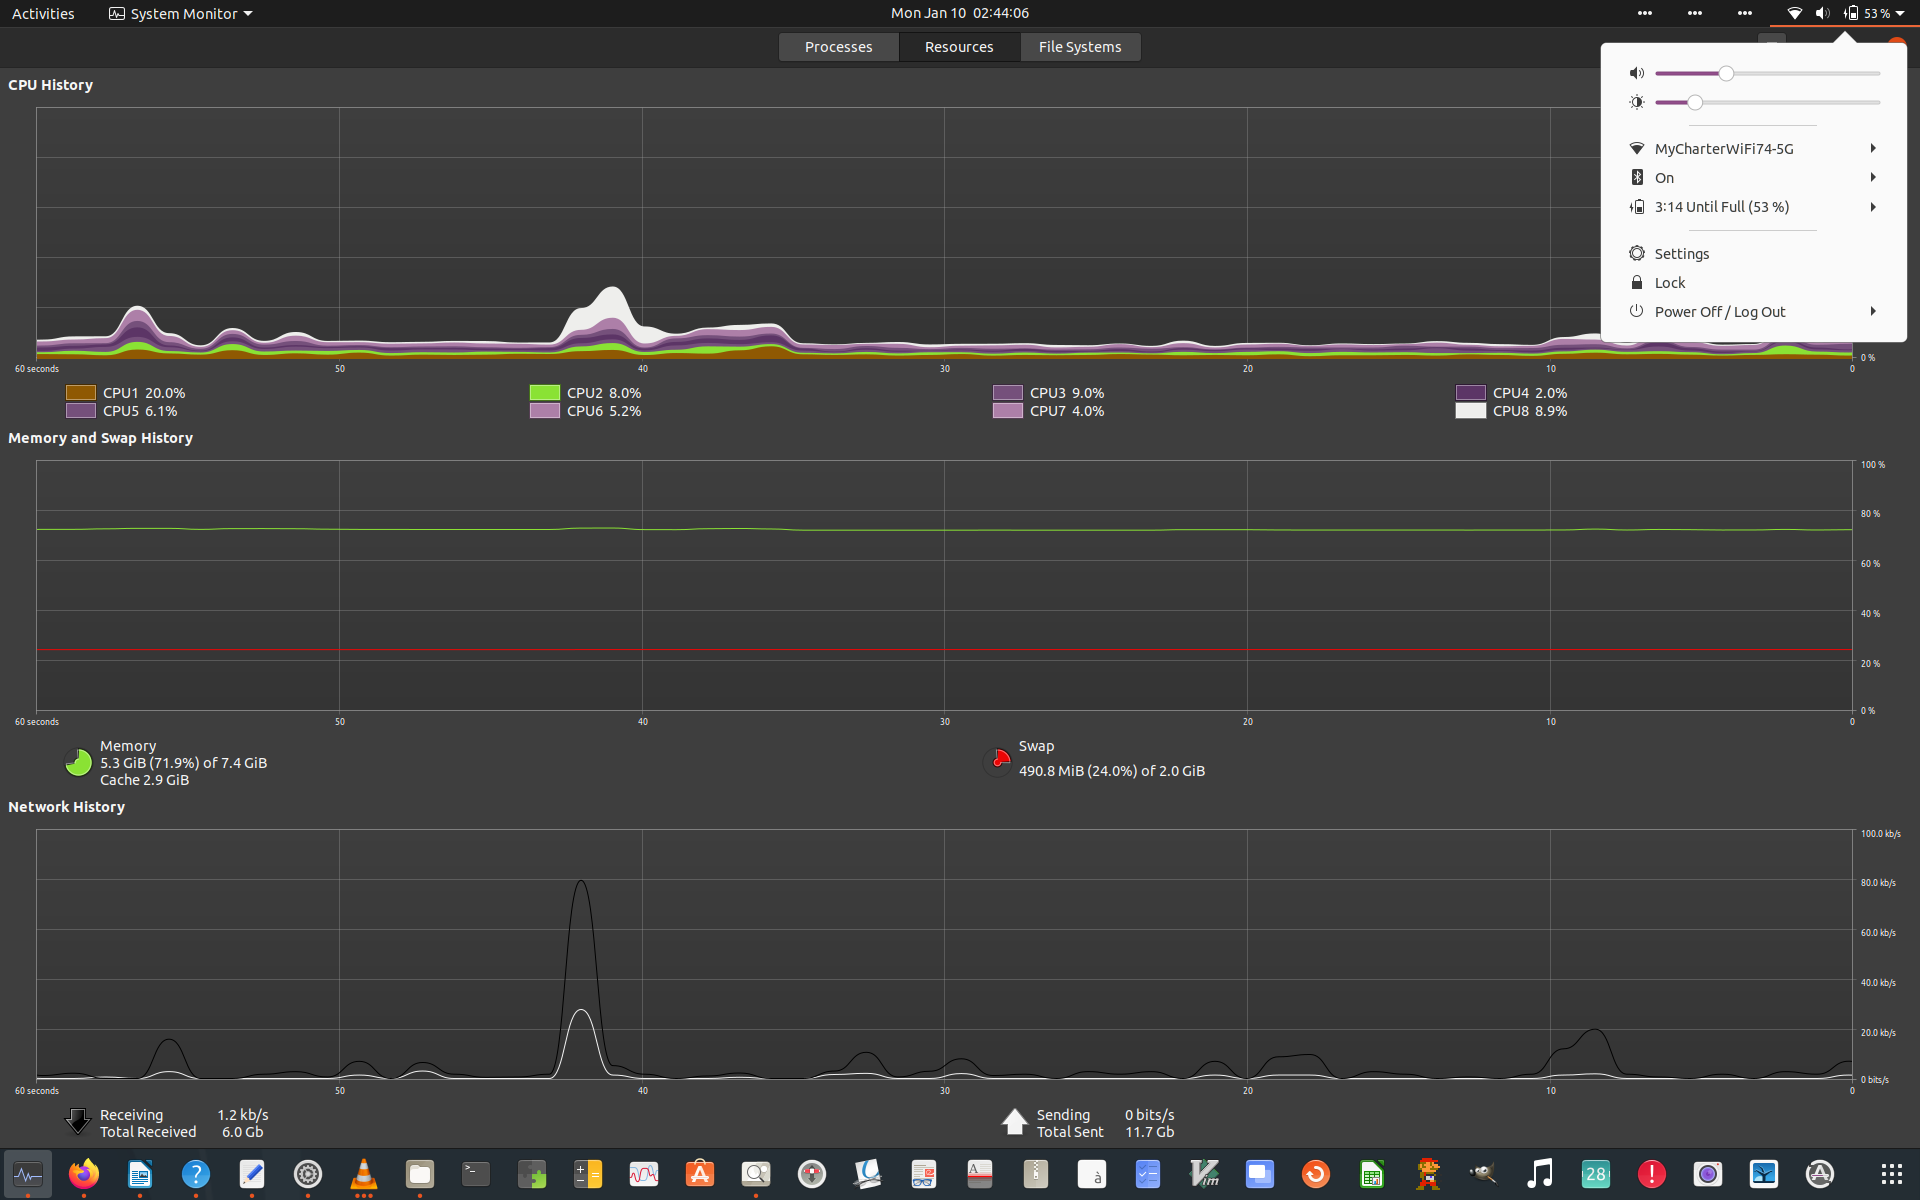 Activities
System Monitor
Mon Jan 10 02:44:06
53 %
Processes
Resources
File Systems
MyCharterWiFi74-5G
On
3:14 Until Full (53 %)
Settings
Lock
Power Off / Log Out
CPU History
0 %
60 seconds 50 40 30 20 10 0
CPU1 20.0% CPU2 8.0% CPU3 9.0% CPU4 2.0%
CPU5 6.1% CPU6 5.2% CPU7 4.0% CPU8 8.9%
Memory and Swap History
100 %
80 %
60 %
40 %
20 %
0 %
60 seconds 50 40 30 20 10 0
Memory
5.3 GiB (71.9%) of 7.4 GiB
Cache 2.9 GiB
Swap
490.8 MiB (24.0%) of 2.0 GiB
Network History
100.0 kb/s
80.0 kb/s
60.0 kb/s
40.0 kb/s
20.0 kb/s
0 bits/s
60 seconds 50 40 30 20 10 0
Receiving 1.2 kb/s
Total Received 6.0 Gb
Sending 0 bits/s
Total Sent 11.7 Gb
?
>_
A
à
Vim
28
!